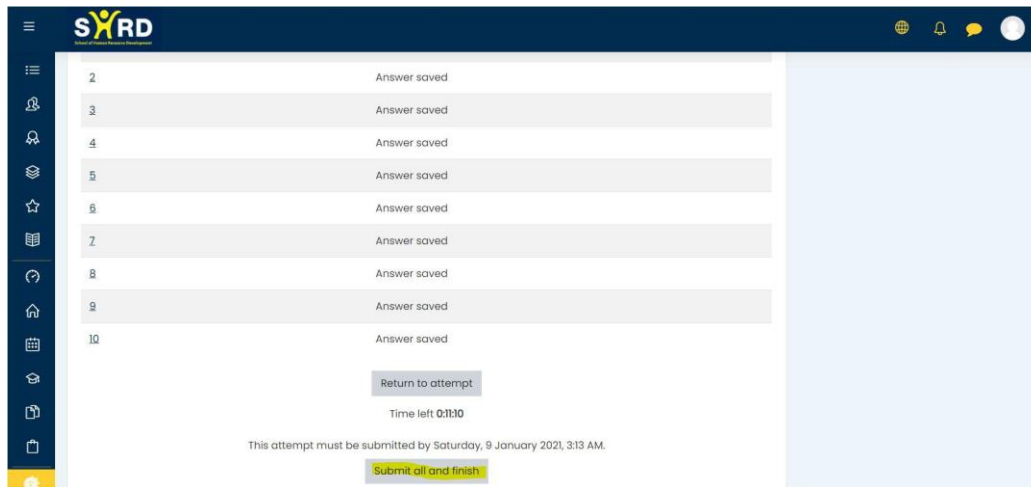 SHRD
School of Human Resource Development
2 Answer saved
3 Answer saved
4 Answer saved
5 Answer saved
6 Answer saved
7 Answer saved
8 Answer saved
9 Answer saved
10 Answer saved
Return to attempt
Time left 0:11:10
This attempt must be submitted by Saturday, 9 January 2021, 3:13 AM.
Submit all and finish